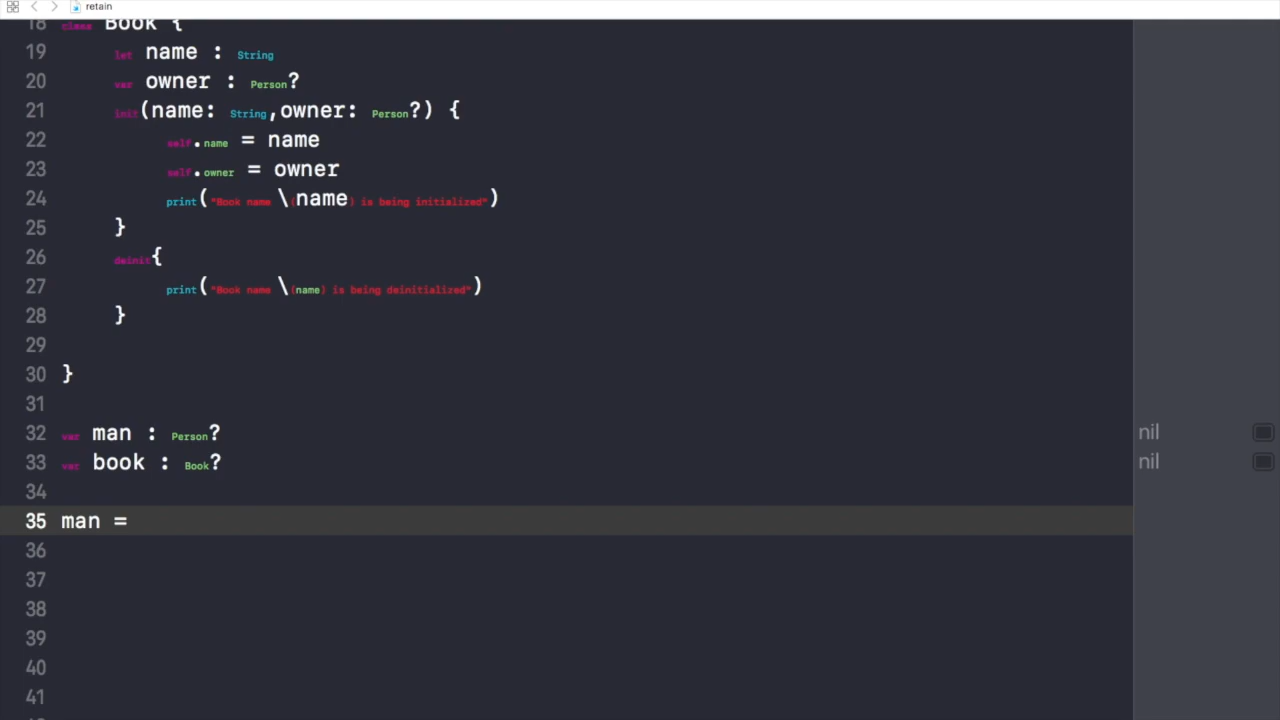 retain
18 class Book {
19 let name : String
20 var owner : Person?
21 init(name: String,owner: Person?) {
22 self.name = name
23 self.owner = owner
24 print("Book name \(name) is being initialized")
25 }
26 deinit{
27 print("Book name \(name) is being deinitialized")
28 }
29
30 }
31
32 var man : Person? nil
33 var book : Book? nil
34
35 man =
36
37
38
39
40
41